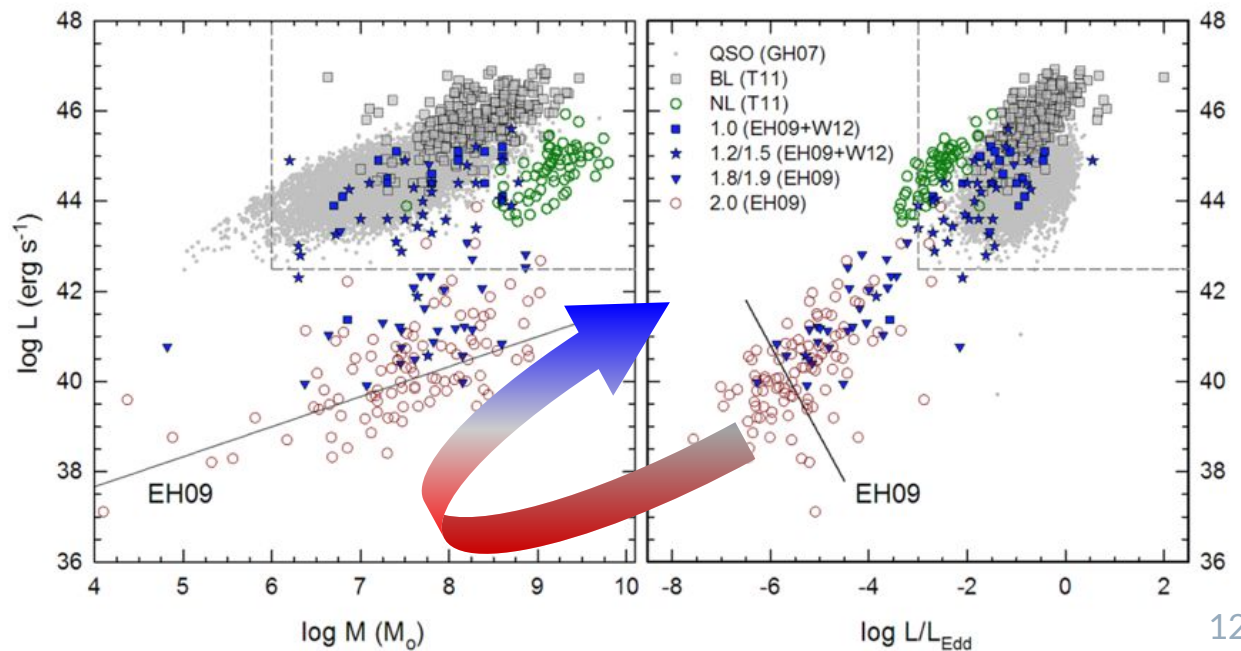 48
46
44
42
40
38
36
log L (erg s⁻¹)
EH09
4 5 6 7 8 9 10
log M (M₀)
QSO (GH07)
BL (T11)
NL (T11)
1.0 (EH09+W12)
1.2/1.5 (EH09+W12)
1.8/1.9 (EH09)
2.0 (EH09)
EH09
-8 -6 -4 -2 0 2
log L/L_Edd
48
46
44
42
40
38
36
12